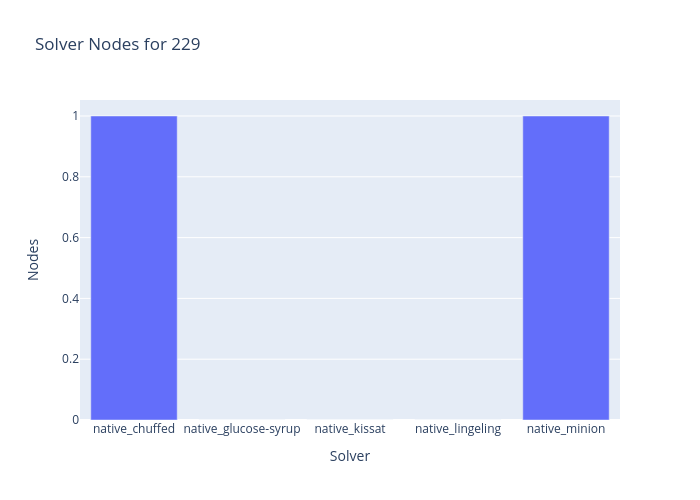 Solver Nodes for 229
Nodes
1
0.8
0.6
0.4
0.2
0
native_chuffed
native_glucose-syrup
native_kissat
native_lingeling
native_minion
Solver